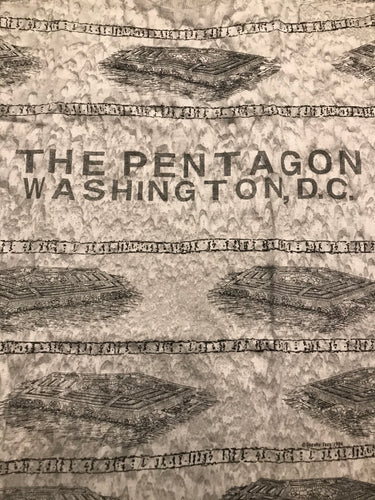 THE PENTAGON
WASHINGTON, D.C.